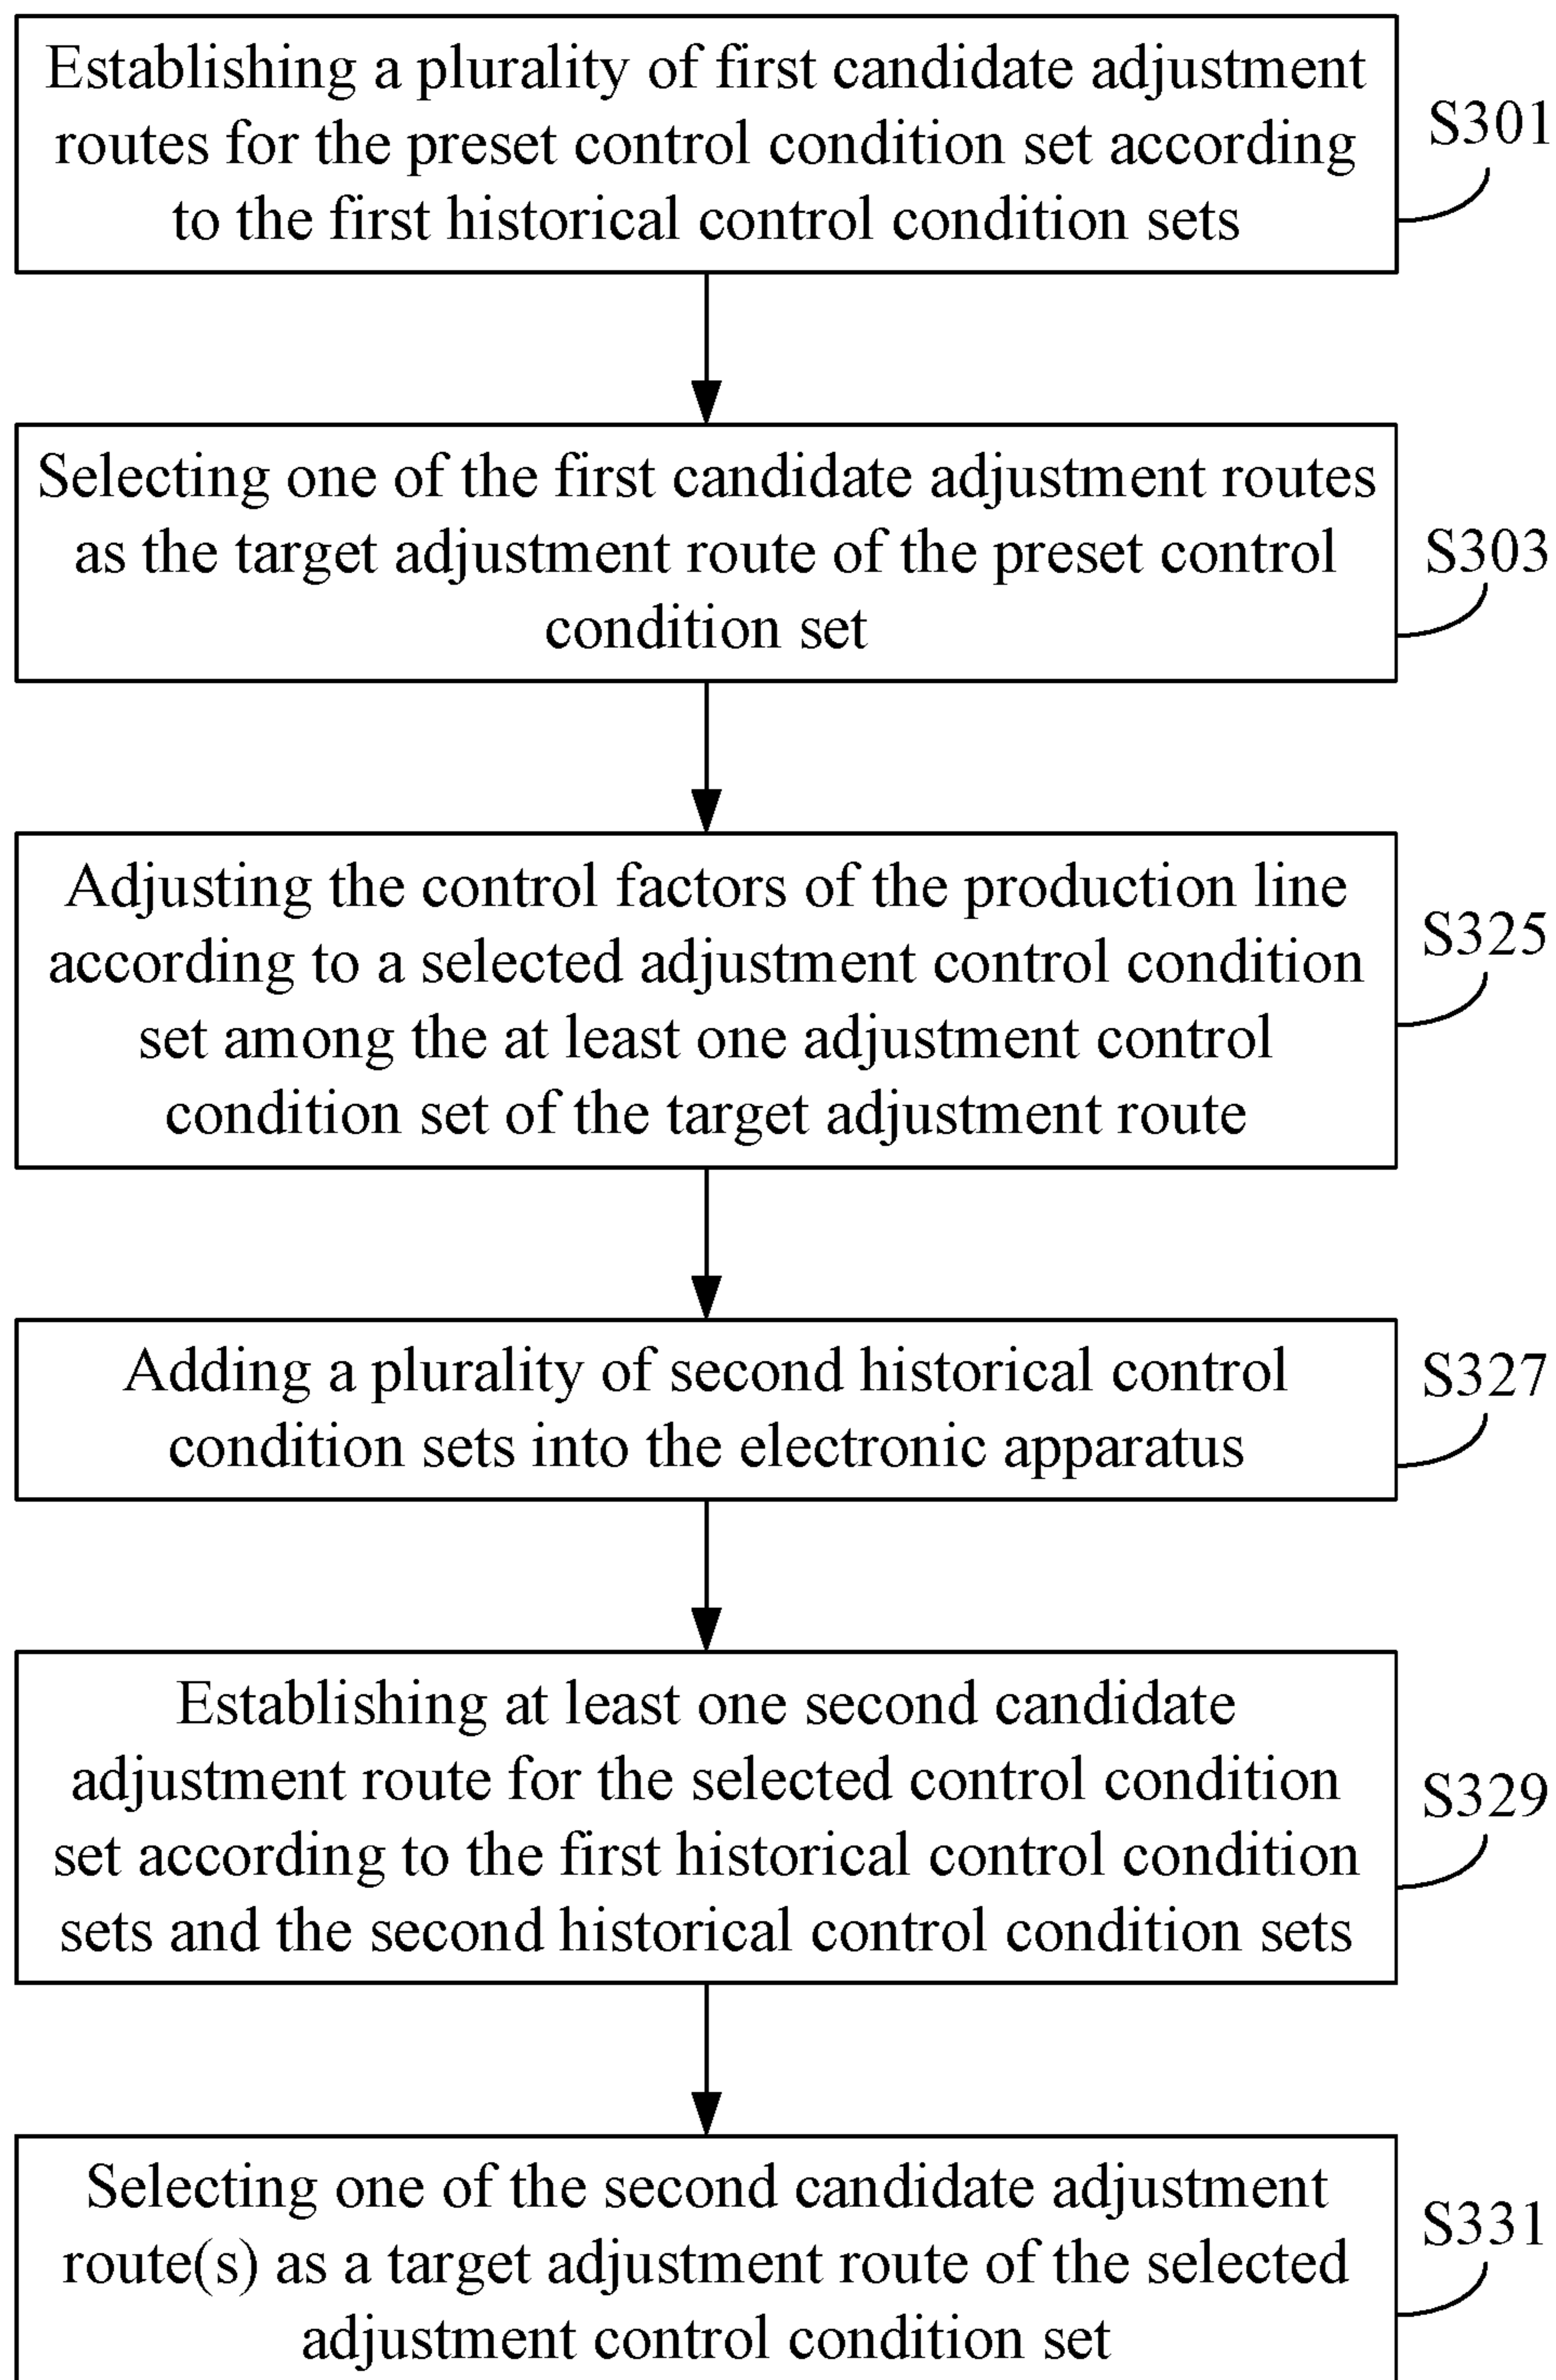 Establishing a plurality of first candidate adjustment
routes for the preset control condition set according
to the first historical control condition sets
S301
Selecting one of the first candidate adjustment routes
as the target adjustment route of the preset control
condition set
S303
Adjusting the control factors of the production line
according to a selected adjustment control condition
set among the at least one adjustment control
condition set of the target adjustment route
S325
Adding a plurality of second historical control
condition sets into the electronic apparatus
S327
Establishing at least one second candidate
adjustment route for the selected control condition
set according to the first historical control condition
sets and the second historical control condition sets
S329
Selecting one of the second candidate adjustment
route(s) as a target adjustment route of the selected
adjustment control condition set
S331